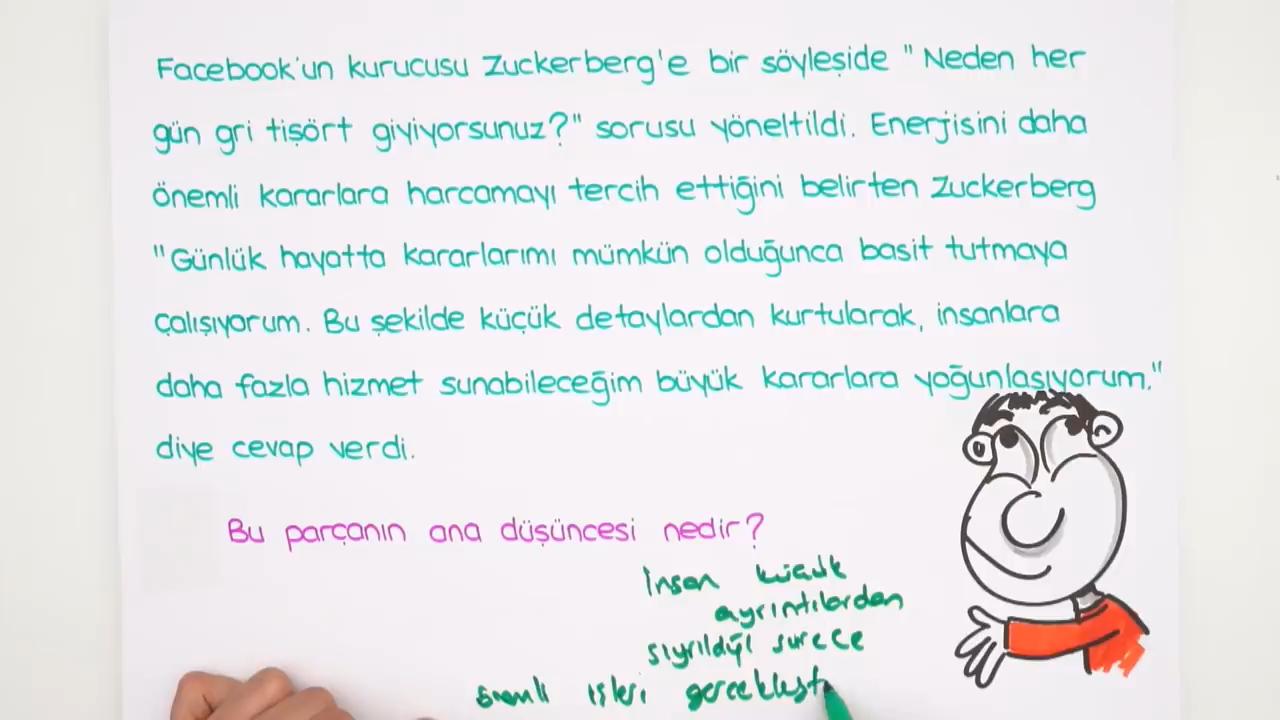 Facebook'un kurucusu Zuckerberg'e bir söyleşide "Neden her
gün gri tişört giyiyorsunuz?" sorusu yöneltildi. Enerjisini daha
önemli kararlara harcamayı tercih ettiğini belirten Zuckerberg
"Günlük hayatta kararlarımı mümkün olduğunca basit tutmaya
çalışıyorum. Bu şekilde küçük detaylardan kurtularak, insanlara
daha fazla hizmet sunabileceğim büyük kararlara yoğunlaşıyorum."
diye cevap verdi.
Bu parçanın ana düşüncesi nedir?
İnsan küçük
ayrıntılardan
sıyrıldığı sürece
önemli işleri gerçekleşt